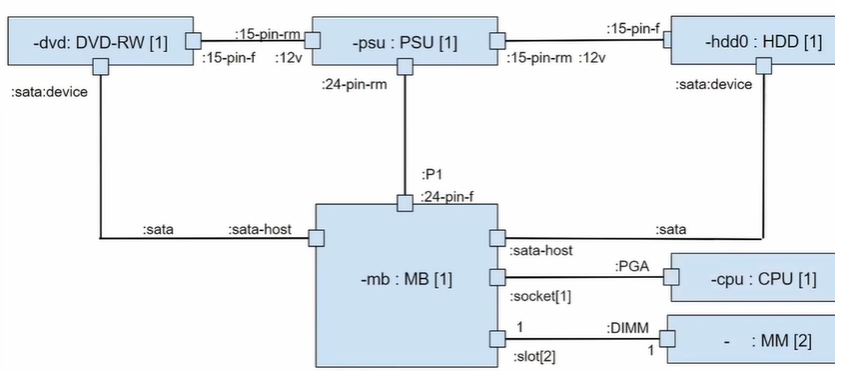 :15-pin-rm
:15-pin-f
-dvd: DVD-RW [1]
-psu : PSU [1]
-hdd0 : HDD [1]
:15-pin-f :12v
:15-pin-rm :12v
:sata:device
:24-pin-rm
:sata:device
:P1
:24-pin-f
:sata :sata-host
:sata
:sata-host
-mb : MB [1]
:PGA
-cpu : CPU [1]
:socket[1]
1 :DIMM
- : MM [2]
:slot[2] 1